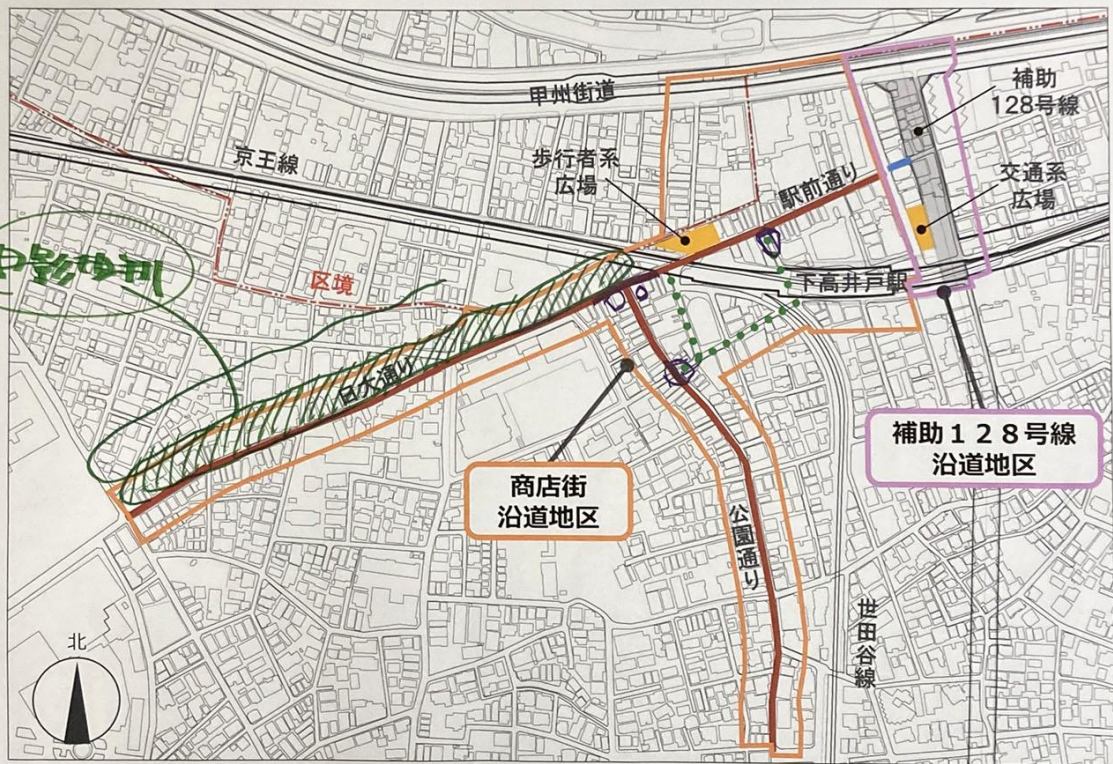 甲州街道
補助
128号線
京王線
歩行者系
広場
駅前通り
交通系
広場
区境
下高井戸駅
日大通り
補助128号線
沿道地区
商店街
沿道地区
公園通り
世田谷線
北